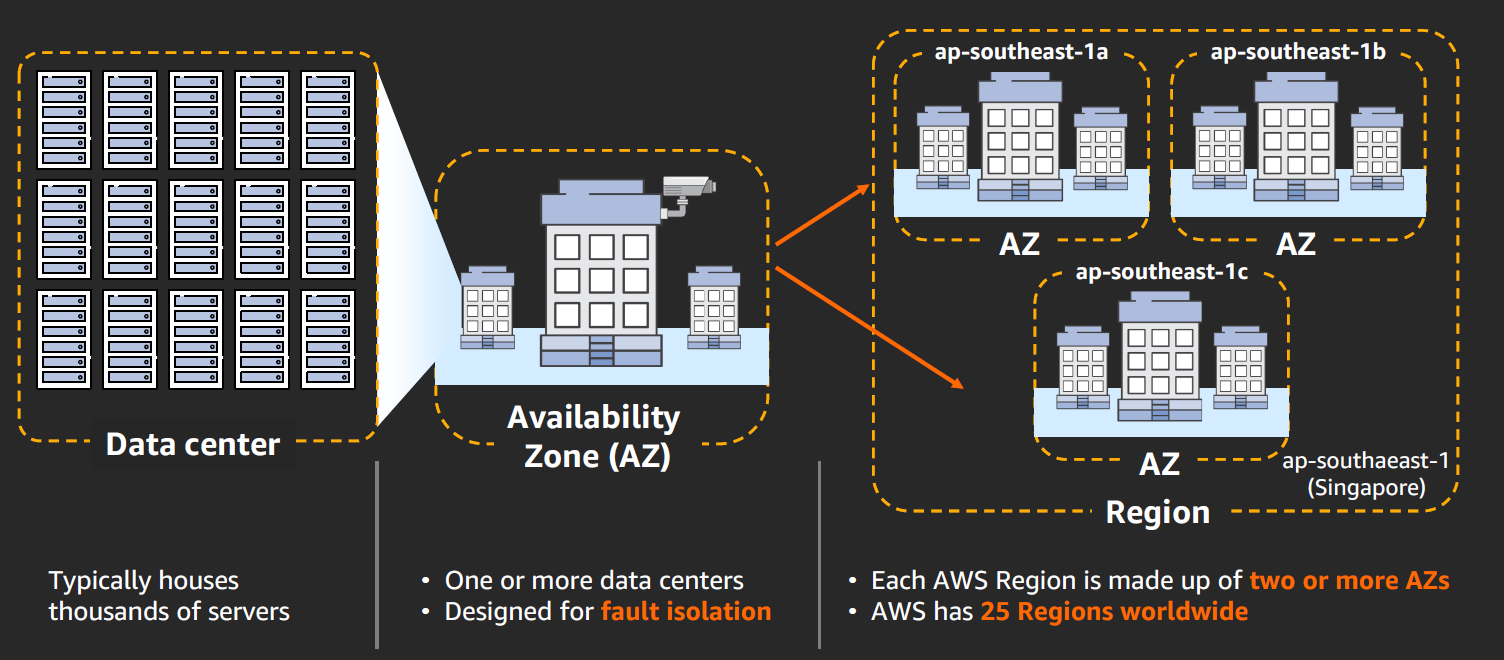 Data center
Typically houses
thousands of servers
Availability
Zone (AZ)
• One or more data centers
• Designed for fault isolation
ap-southeast-1a
AZ
ap-southeast-1b
AZ
ap-southeast-1c
AZ
ap-southaeast-1
(Singapore)
Region
• Each AWS Region is made up of two or more AZs
• AWS has 25 Regions worldwide